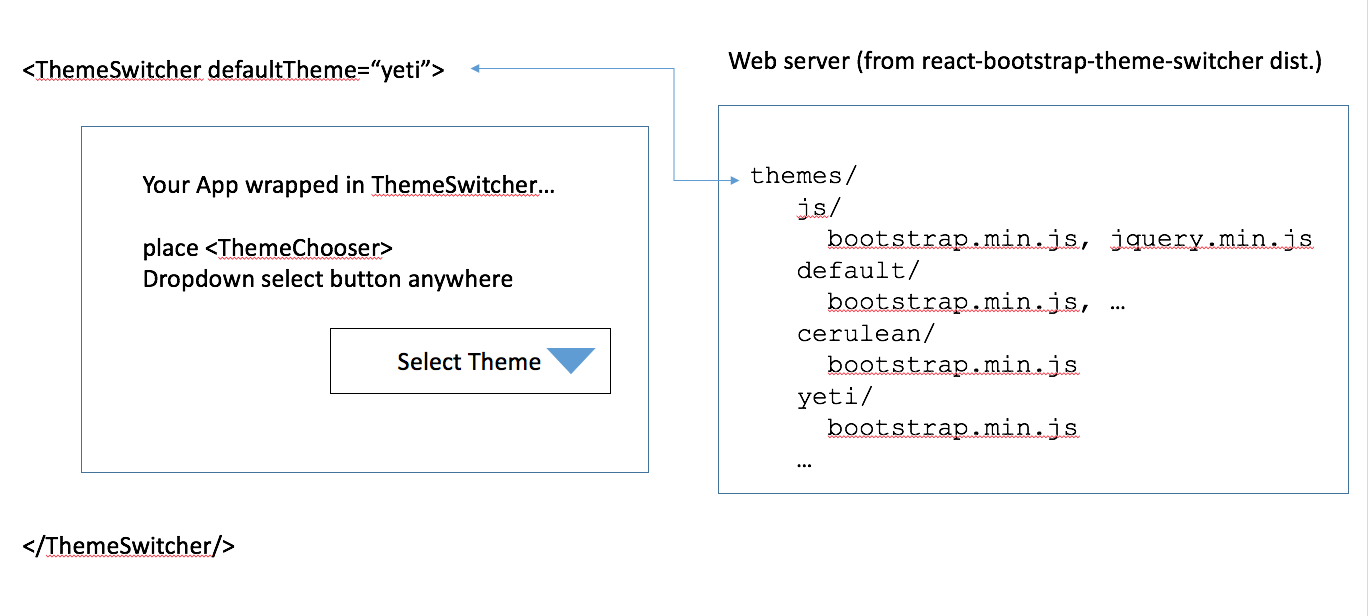 <ThemeSwitcher defaultTheme=“yeti”>
Your App wrapped in ThemeSwitcher...
place <ThemeChooser>
Dropdown select button anywhere
Select Theme
</ThemeSwitcher/>
Web server (from react-bootstrap-theme-switcher dist.)
themes/
js/
bootstrap.min.js, jquery.min.js
default/
bootstrap.min.js, …
cerulean/
bootstrap.min.js
yeti/
bootstrap.min.js
…